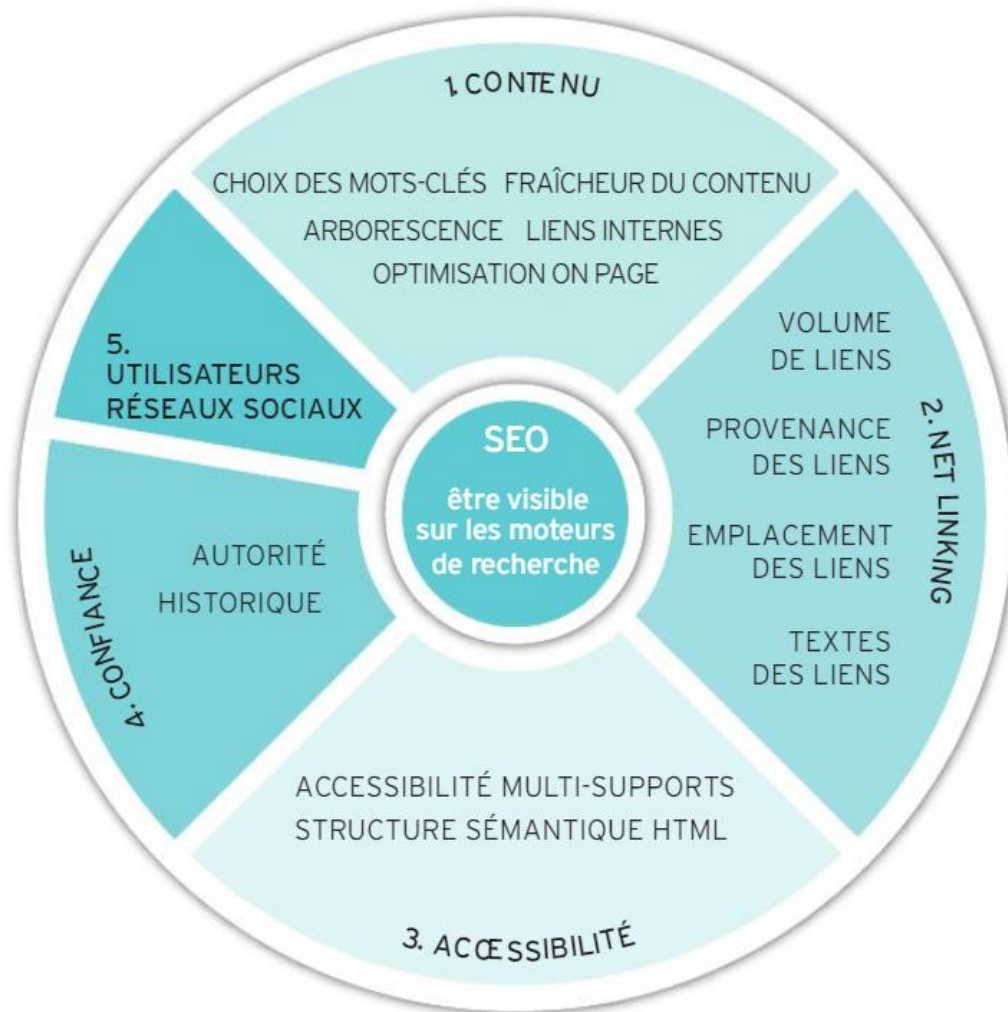 1. CONTENU
CHOIX DES MOTS-CLÉS FRAÎCHEUR DU CONTENU
ARBORESCENCE LIENS INTERNES
OPTIMISATION ON PAGE
VOLUME
DE LIENS
PROVENANCE
DES LIENS
EMPLACEMENT
DES LIENS
TEXTES
DES LIENS
2. NET LINKING
ACCESSIBILITÉ MULTI-SUPPORTS
STRUCTURE SÉMANTIQUE HTML
3. ACCESSIBILITÉ
AUTORITÉ
HISTORIQUE
4. CONFIANCE
5.
UTILISATEURS
RÉSEAUX SOCIAUX
SEO
être visible
sur les moteurs
de recherche